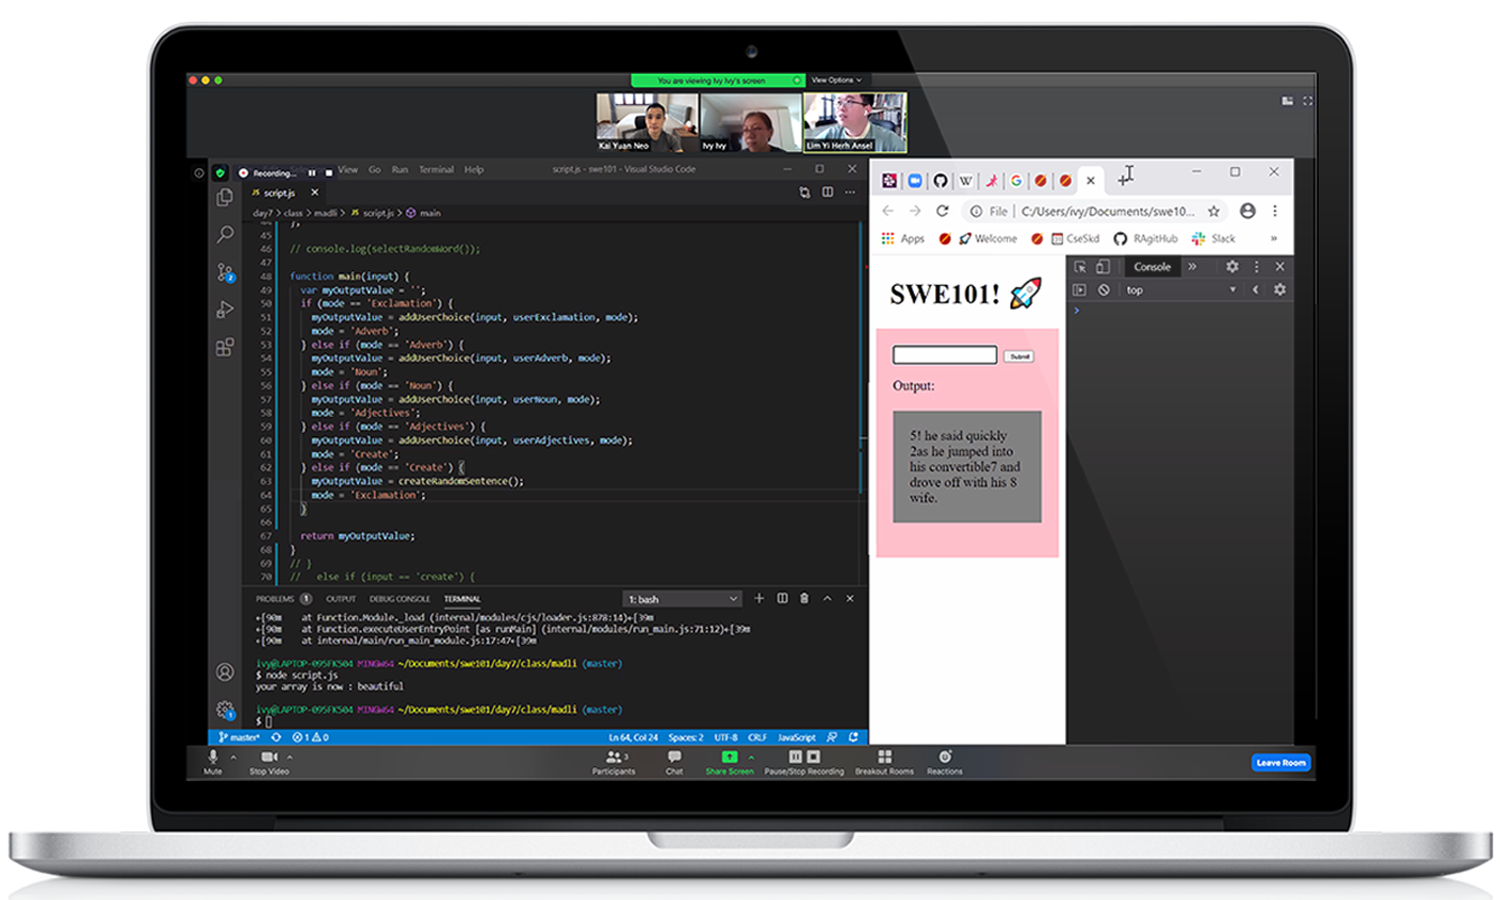 You are viewing Ivy Ivy's screen
View Options
Kai Yuan Neo
Ivy Ivy
Lim Yi Herh Ansel
Recording...
View Go Run Terminal Help
script.js - swe101 - Visual Studio Code
JS script.js
day7 > class > madli > JS script.js > main
45
46 // console.log(selectRandomWord());
47
48 function main(input) {
49 var myOutputValue = '';
50 if (mode == 'Exclamation') {
51 myOutputValue = addUserChoice(input, userExclamation, mode);
52 mode = 'Adverb';
53 } else if (mode == 'Adverb') {
54 myOutputValue = addUserChoice(input, userAdverb, mode);
55 mode = 'Noun';
56 } else if (mode == 'Noun') {
57 myOutputValue = addUserChoice(input, userNoun, mode);
58 mode = 'Adjectives';
59 } else if (mode == 'Adjectives') {
60 myOutputValue = addUserChoice(input, userAdjectives, mode);
61 mode = 'Create';
62 } else if (mode == 'Create') {
63 myOutputValue = createRandomSentence();
64 mode = 'Exclamation';
65 }
66
67 return myOutputValue;
68 }
69 // }
70 // else if (input == 'create') {
PROBLEMS 1 OUTPUT DEBUG CONSOLE TERMINAL
1: bash
←[90m at Function.Module._load (internal/modules/cjs/loader.js:878:14)←[39m
←[90m at Function.executeUserEntryPoint [as runMain] (internal/modules/run_main.js:71:12)←[39m
←[90m at internal/main/run_main_module.js:17:47←[39m
ivy@LAPTOP-095FK504 MINGW64 ~/Documents/swe101/day7/class/madli (master)
$ node script.js
your array is now : beautiful
ivy@LAPTOP-095FK504 MINGW64 ~/Documents/swe101/day7/class/madli (master)
$
master* 1 0
Ln 64, Col 24 Spaces: 2 UTF-8 CRLF JavaScript
File | C:/Users/ivy/Documents/swe10...
Apps Welcome CseSkd RAgitHub Slack »
SWE101!
Submit
Output:
5! he said quickly
2as he jumped into
his convertible7 and
drove off with his 8
wife.
Console
top
Mute
Stop Video
Participants 3
Chat
Share Screen
Pause/Stop Recording
Breakout Rooms
Reactions
Leave Room